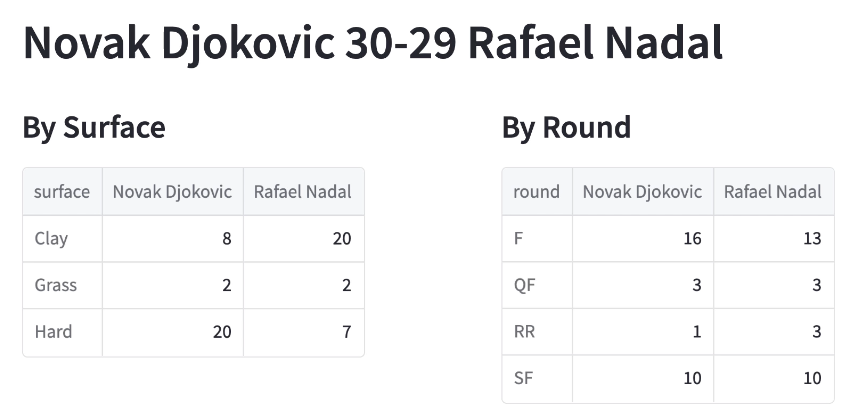 Novak Djokovic 30-29 Rafael Nadal
By Surface
surface Novak Djokovic Rafael Nadal
Clay 8 20
Grass 2 2
Hard 20 7
By Round
round Novak Djokovic Rafael Nadal
F 16 13
QF 3 3
RR 1 3
SF 10 10